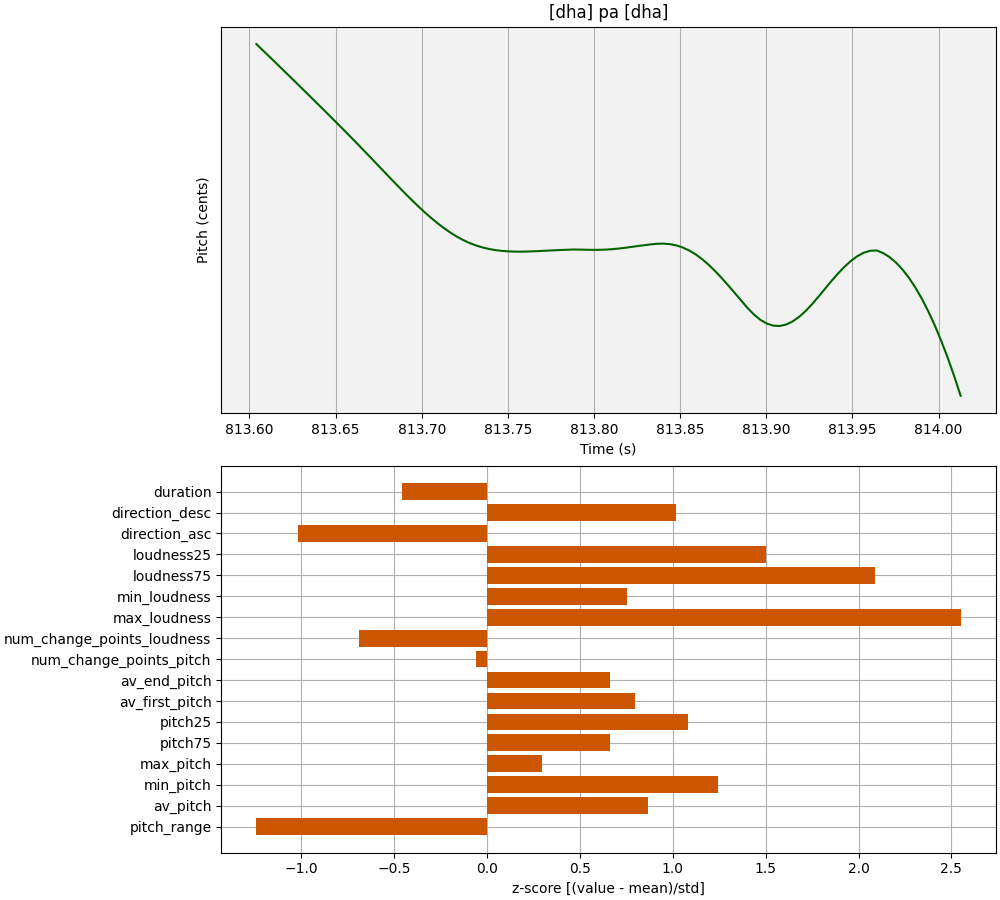 [dha] pa [dha]
Pitch (cents)
813.60 813.65 813.70 813.75 813.80 813.85 813.90 813.95 814.00
Time (s)
duration
direction_desc
direction_asc
loudness25
loudness75
min_loudness
max_loudness
num_change_points_loudness
num_change_points_pitch
av_end_pitch
av_first_pitch
pitch25
pitch75
max_pitch
min_pitch
av_pitch
pitch_range
−1.0 −0.5 0.0 0.5 1.0 1.5 2.0 2.5
z-score [(value - mean)/std]